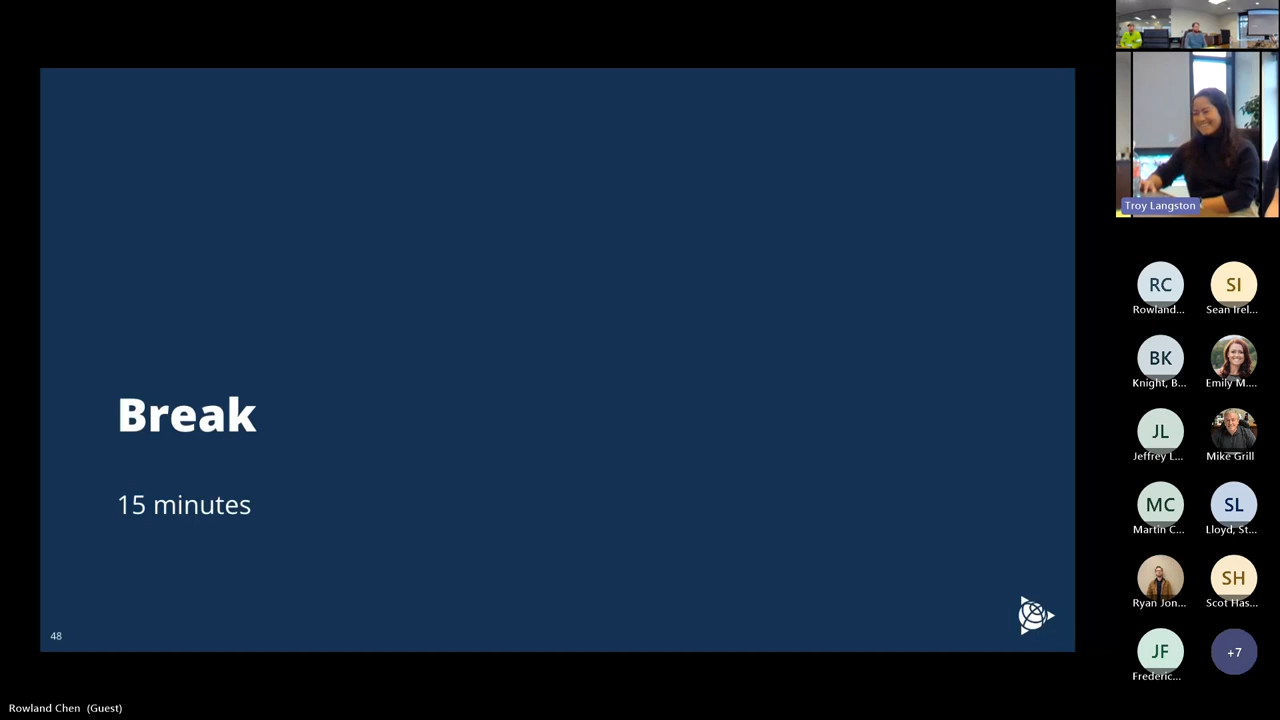 Break
15 minutes
48
Troy Langston
RC
Rowland...
SI
Sean Irel...
BK
Knight, B...
Emily M....
JL
Jeffrey L...
Mike Grill
MC
Martin C...
SL
Lloyd, St...
Ryan Jon...
SH
Scot Has...
JF
Frederic...
+7
Rowland Chen (Guest)